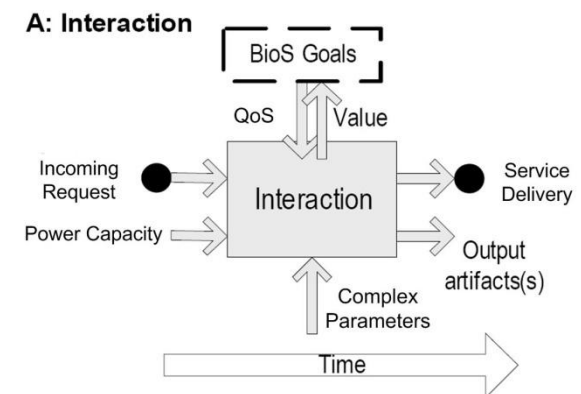 A: Interaction
BioS Goals
QoS
Value
Incoming
Request
Interaction
Service
Delivery
Power Capacity
Output
artifacts(s)
Complex
Parameters
Time